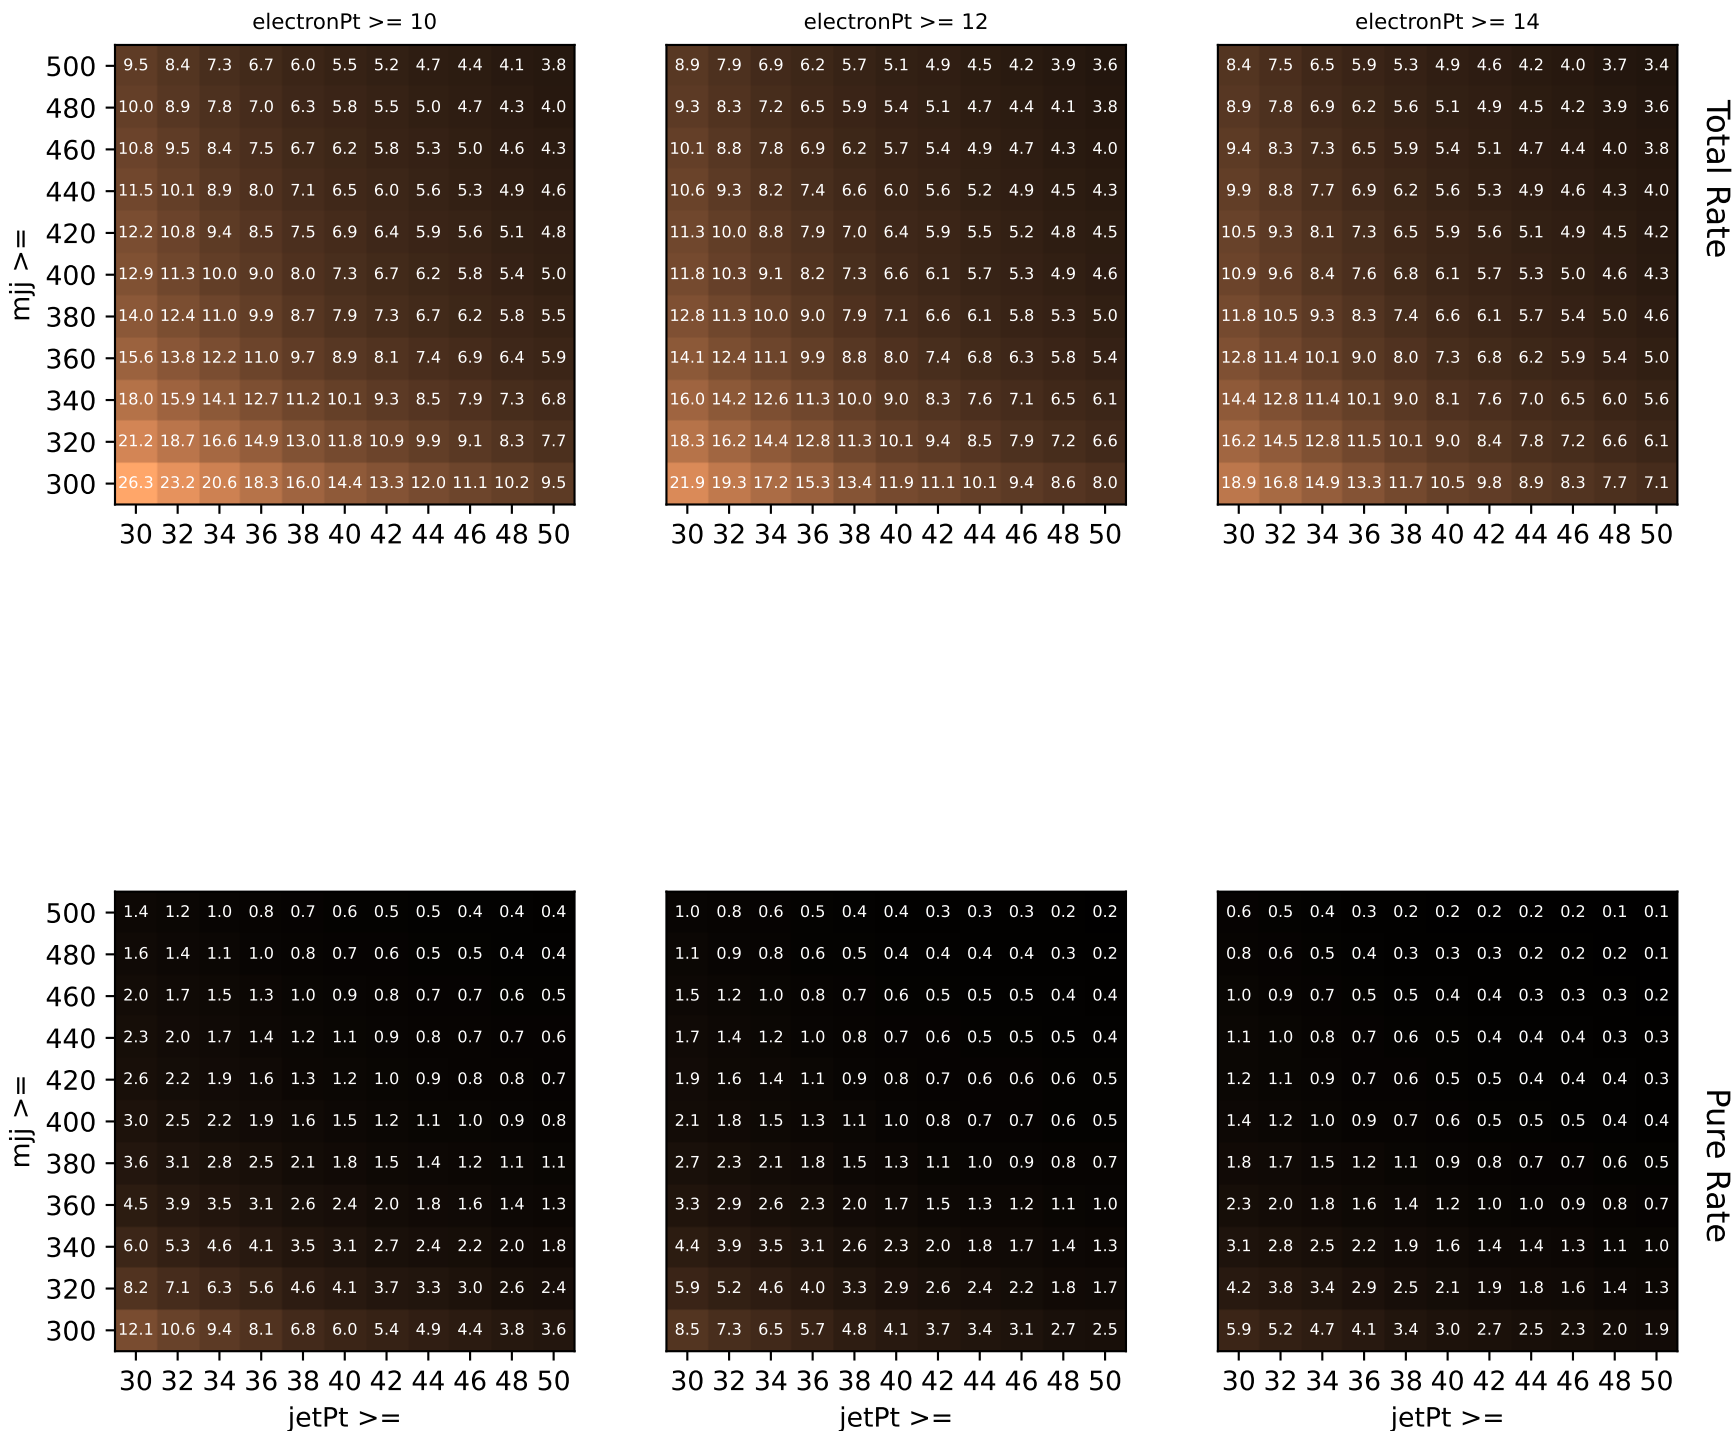 electronPt >= 10 electronPt >= 12 electronPt >= 14
500 9.5 8.4 7.3 6.7 6.0 5.5 5.2 4.7 4.4 4.1 3.8 8.9 7.9 6.9 6.2 5.7 5.1 4.9 4.5 4.2 3.9 3.6 8.4 7.5 6.5 5.9 5.3 4.9 4.6 4.2 4.0 3.7 3.4
480 10.0 8.9 7.8 7.0 6.3 5.8 5.5 5.0 4.7 4.3 4.0 9.3 8.3 7.2 6.5 5.9 5.4 5.1 4.7 4.4 4.1 3.8 8.9 7.8 6.9 6.2 5.6 5.1 4.9 4.5 4.2 3.9 3.6
460 10.8 9.5 8.4 7.5 6.7 6.2 5.8 5.3 5.0 4.6 4.3 10.1 8.8 7.8 6.9 6.2 5.7 5.4 4.9 4.7 4.3 4.0 9.4 8.3 7.3 6.5 5.9 5.4 5.1 4.7 4.4 4.0 3.8
440 11.5 10.1 8.9 8.0 7.1 6.5 6.0 5.6 5.3 4.9 4.6 10.6 9.3 8.2 7.4 6.6 6.0 5.6 5.2 4.9 4.5 4.3 9.9 8.8 7.7 6.9 6.2 5.6 5.3 4.9 4.6 4.3 4.0
420 12.2 10.8 9.4 8.5 7.5 6.9 6.4 5.9 5.6 5.1 4.8 11.3 10.0 8.8 7.9 7.0 6.4 5.9 5.5 5.2 4.8 4.5 10.5 9.3 8.1 7.3 6.5 5.9 5.6 5.1 4.9 4.5 4.2
400 12.9 11.3 10.0 9.0 8.0 7.3 6.7 6.2 5.8 5.4 5.0 11.8 10.3 9.1 8.2 7.3 6.6 6.1 5.7 5.3 4.9 4.6 10.9 9.6 8.4 7.6 6.8 6.1 5.7 5.3 5.0 4.6 4.3
380 14.0 12.4 11.0 9.9 8.7 7.9 7.3 6.7 6.2 5.8 5.5 12.8 11.3 10.0 9.0 7.9 7.1 6.6 6.1 5.8 5.3 5.0 11.8 10.5 9.3 8.3 7.4 6.6 6.1 5.7 5.4 5.0 4.6
360 15.6 13.8 12.2 11.0 9.7 8.9 8.1 7.4 6.9 6.4 5.9 14.1 12.4 11.1 9.9 8.8 8.0 7.4 6.8 6.3 5.8 5.4 12.8 11.4 10.1 9.0 8.0 7.3 6.8 6.2 5.9 5.4 5.0
340 18.0 15.9 14.1 12.7 11.2 10.1 9.3 8.5 7.9 7.3 6.8 16.0 14.2 12.6 11.3 10.0 9.0 8.3 7.6 7.1 6.5 6.1 14.4 12.8 11.4 10.1 9.0 8.1 7.6 7.0 6.5 6.0 5.6
320 21.2 18.7 16.6 14.9 13.0 11.8 10.9 9.9 9.1 8.3 7.7 18.3 16.2 14.4 12.8 11.3 10.1 9.4 8.5 7.9 7.2 6.6 16.2 14.5 12.8 11.5 10.1 9.0 8.4 7.8 7.2 6.6 6.1
300 26.3 23.2 20.6 18.3 16.0 14.4 13.3 12.0 11.1 10.2 9.5 21.9 19.3 17.2 15.3 13.4 11.9 11.1 10.1 9.4 8.6 8.0 18.9 16.8 14.9 13.3 11.7 10.5 9.8 8.9 8.3 7.7 7.1
30 32 34 36 38 40 42 44 46 48 50 30 32 34 36 38 40 42 44 46 48 50 30 32 34 36 38 40 42 44 46 48 50
mjj >=
Total Rate
500 1.4 1.2 1.0 0.8 0.7 0.6 0.5 0.5 0.4 0.4 0.4 1.0 0.8 0.6 0.5 0.4 0.4 0.3 0.3 0.3 0.2 0.2 0.6 0.5 0.4 0.3 0.2 0.2 0.2 0.2 0.2 0.1 0.1
480 1.6 1.4 1.1 1.0 0.8 0.7 0.6 0.5 0.5 0.4 0.4 1.1 0.9 0.8 0.6 0.5 0.4 0.4 0.4 0.4 0.3 0.2 0.8 0.6 0.5 0.4 0.3 0.3 0.3 0.2 0.2 0.2 0.1
460 2.0 1.7 1.5 1.3 1.0 0.9 0.8 0.7 0.7 0.6 0.5 1.5 1.2 1.0 0.8 0.7 0.6 0.5 0.5 0.5 0.4 0.4 1.0 0.9 0.7 0.5 0.5 0.4 0.4 0.3 0.3 0.3 0.2
440 2.3 2.0 1.7 1.4 1.2 1.1 0.9 0.8 0.7 0.7 0.6 1.7 1.4 1.2 1.0 0.8 0.7 0.6 0.5 0.5 0.5 0.4 1.1 1.0 0.8 0.7 0.6 0.5 0.4 0.4 0.4 0.3 0.3
420 2.6 2.2 1.9 1.6 1.3 1.2 1.0 0.9 0.8 0.8 0.7 1.9 1.6 1.4 1.1 0.9 0.8 0.7 0.6 0.6 0.6 0.5 1.2 1.1 0.9 0.7 0.6 0.5 0.5 0.4 0.4 0.4 0.3
400 3.0 2.5 2.2 1.9 1.6 1.5 1.2 1.1 1.0 0.9 0.8 2.1 1.8 1.5 1.3 1.1 1.0 0.8 0.7 0.7 0.6 0.5 1.4 1.2 1.0 0.9 0.7 0.6 0.5 0.5 0.5 0.4 0.4
380 3.6 3.1 2.8 2.5 2.1 1.8 1.5 1.4 1.2 1.1 1.1 2.7 2.3 2.1 1.8 1.5 1.3 1.1 1.0 0.9 0.8 0.7 1.8 1.7 1.5 1.2 1.1 0.9 0.8 0.7 0.7 0.6 0.5
360 4.5 3.9 3.5 3.1 2.6 2.4 2.0 1.8 1.6 1.4 1.3 3.3 2.9 2.6 2.3 2.0 1.7 1.5 1.3 1.2 1.1 1.0 2.3 2.0 1.8 1.6 1.4 1.2 1.0 1.0 0.9 0.8 0.7
340 6.0 5.3 4.6 4.1 3.5 3.1 2.7 2.4 2.2 2.0 1.8 4.4 3.9 3.5 3.1 2.6 2.3 2.0 1.8 1.7 1.4 1.3 3.1 2.8 2.5 2.2 1.9 1.6 1.4 1.4 1.3 1.1 1.0
320 8.2 7.1 6.3 5.6 4.6 4.1 3.7 3.3 3.0 2.6 2.4 5.9 5.2 4.6 4.0 3.3 2.9 2.6 2.4 2.2 1.8 1.7 4.2 3.8 3.4 2.9 2.5 2.1 1.9 1.8 1.6 1.4 1.3
300 12.1 10.6 9.4 8.1 6.8 6.0 5.4 4.9 4.4 3.8 3.6 8.5 7.3 6.5 5.7 4.8 4.1 3.7 3.4 3.1 2.7 2.5 5.9 5.2 4.7 4.1 3.4 3.0 2.7 2.5 2.3 2.0 1.9
30 32 34 36 38 40 42 44 46 48 50 30 32 34 36 38 40 42 44 46 48 50 30 32 34 36 38 40 42 44 46 48 50
mjj >=
Pure Rate
jetPt >= jetPt >= jetPt >=